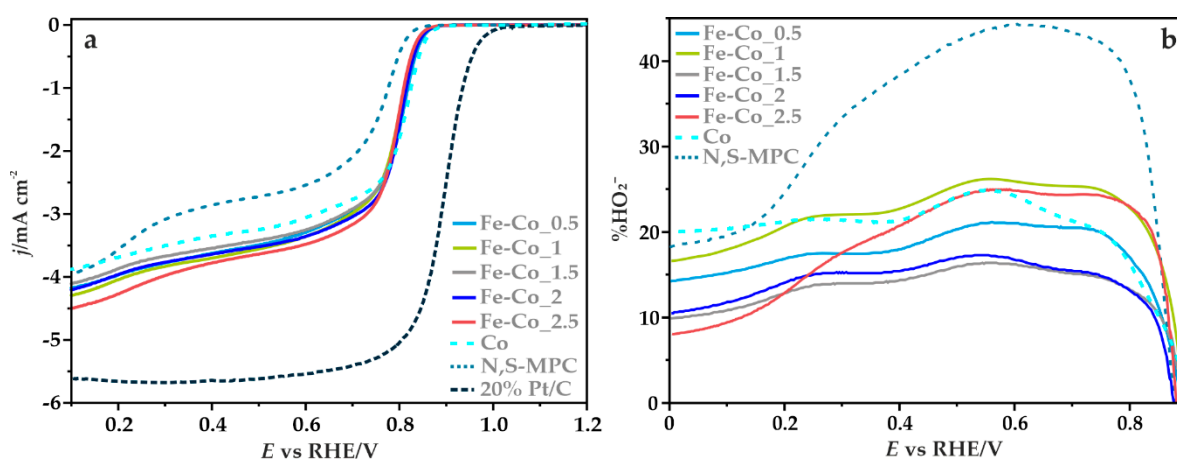 a
j/mA cm⁻²
0
-1
-2
-3
-4
-5
-6
Fe-Co_0.5
Fe-Co_1
Fe-Co_1.5
Fe-Co_2
Fe-Co_2.5
Co
N,S-MPC
20% Pt/C
0.2 0.4 0.6 0.8 1.0 1.2
E vs RHE/V
b
%HO₂⁻
40
30
20
10
0
Fe-Co_0.5
Fe-Co_1
Fe-Co_1.5
Fe-Co_2
Fe-Co_2.5
Co
N,S-MPC
0 0.2 0.4 0.6 0.8
E vs RHE/V